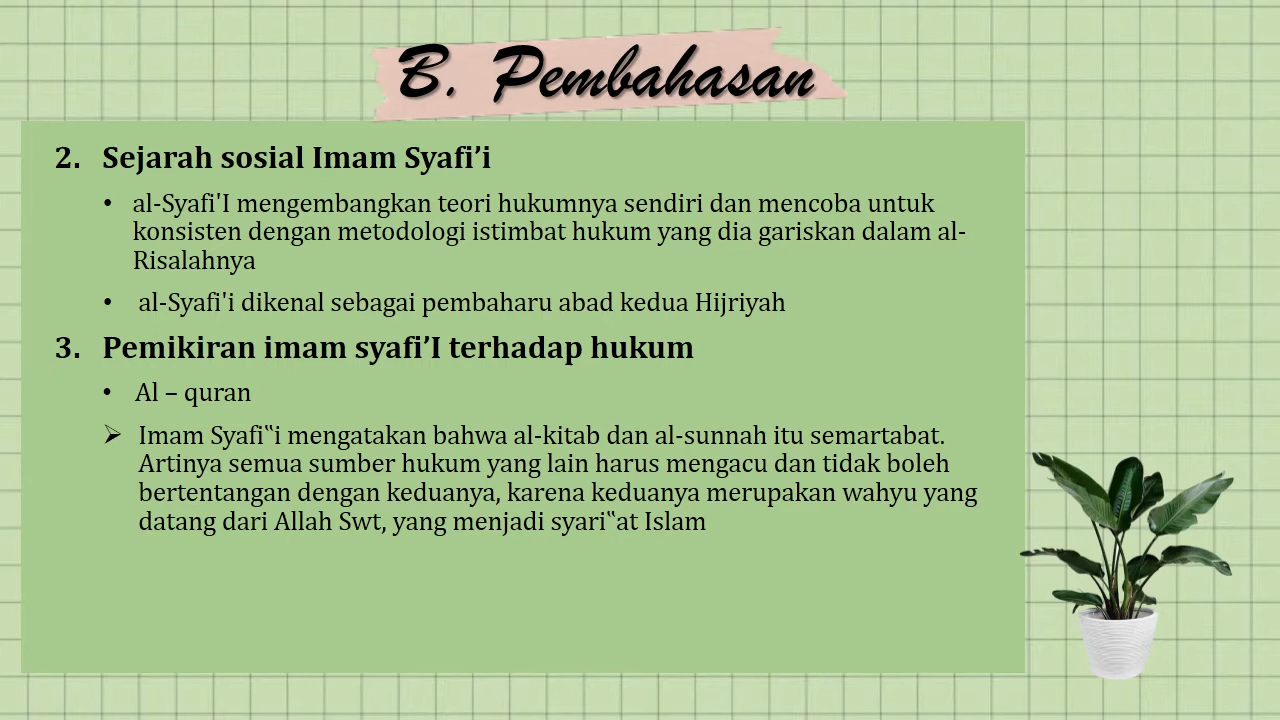 B. Pembahasan
2. Sejarah sosial Imam Syafi’i
• al-Syafi'I mengembangkan teori hukumnya sendiri dan mencoba untuk
konsisten dengan metodologi istimbat hukum yang dia gariskan dalam al-
Risalahnya
• al-Syafi'i dikenal sebagai pembaharu abad kedua Hijriyah
3. Pemikiran imam syafi’I terhadap hukum
• Al – quran
➢ Imam Syafi‟i mengatakan bahwa al-kitab dan al-sunnah itu semartabat.
Artinya semua sumber hukum yang lain harus mengacu dan tidak boleh
bertentangan dengan keduanya, karena keduanya merupakan wahyu yang
datang dari Allah Swt, yang menjadi syari‟at Islam